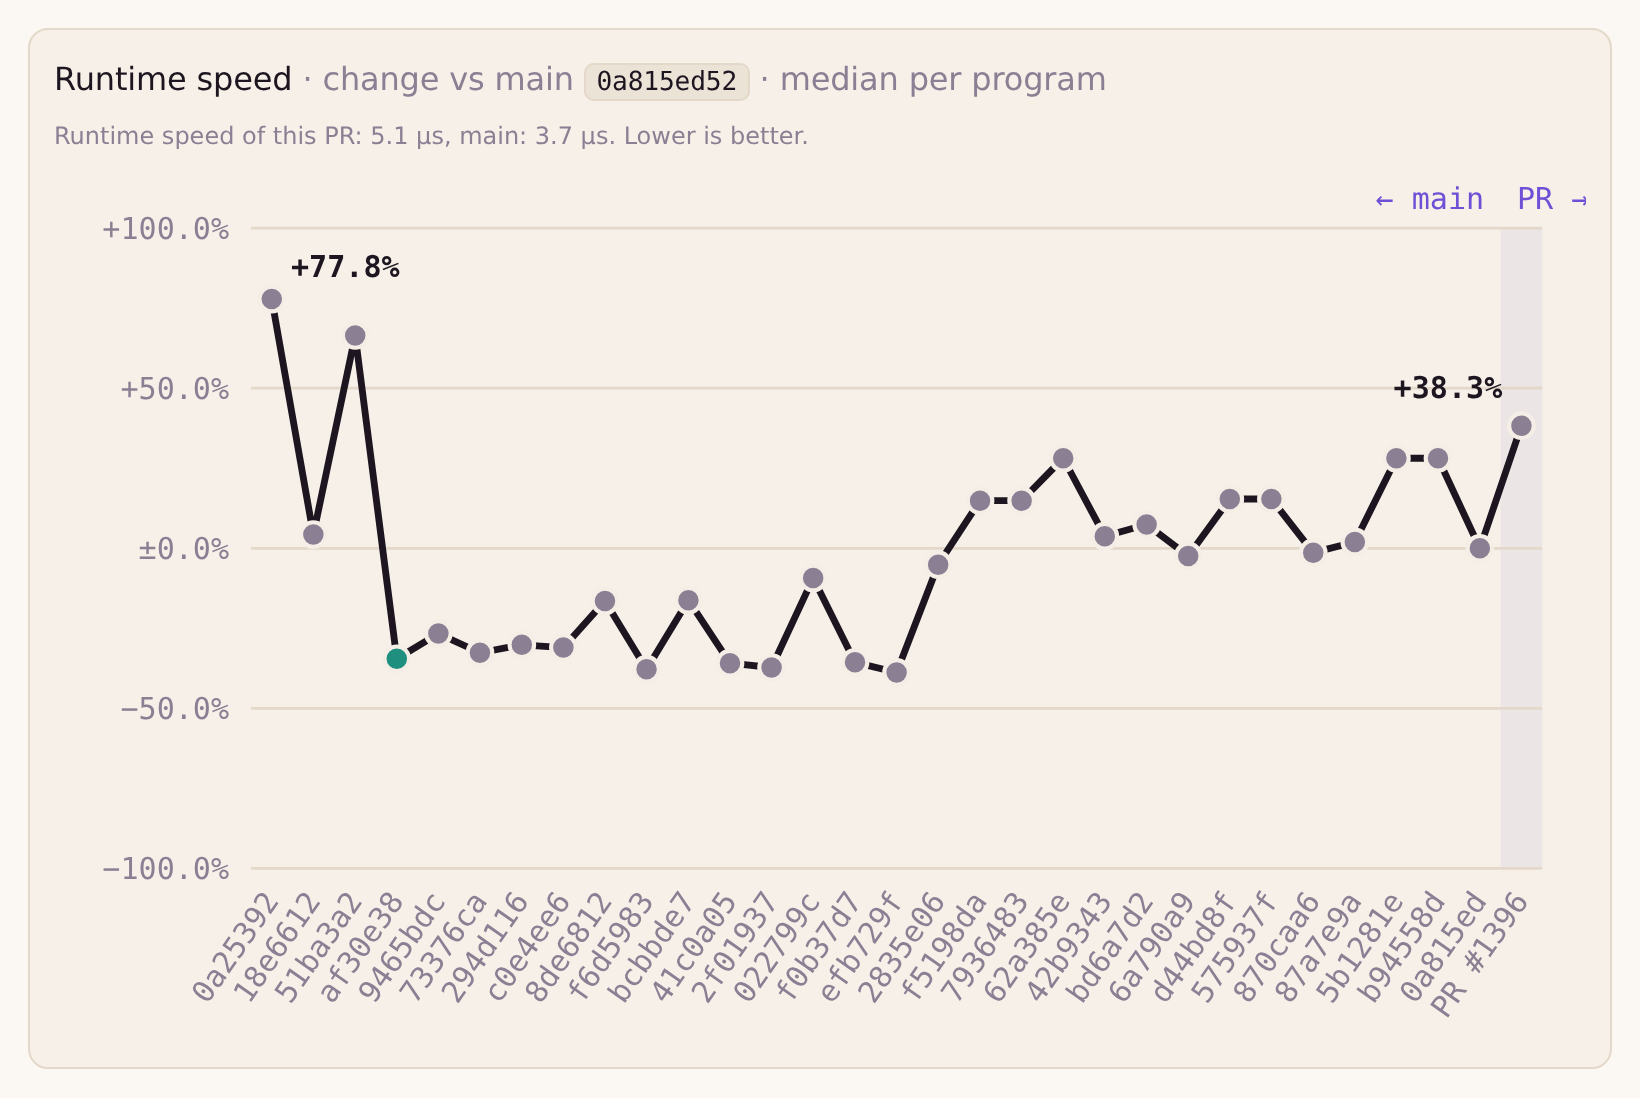 Runtime speed · change vs main 0a815ed52 · median per program
Runtime speed of this PR: 5.1 µs, main: 3.7 µs. Lower is better.
← main PR →
+100.0%
+77.8%
+50.0%
+38.3%
±0.0%
−50.0%
−100.0%
0a25392
18e6612
51ba3a2
af30e38
9465bdc
73376ca
294d116
c0e4ee6
8de6812
f6d5983
bcbbde7
41c0a05
2f01937
022799c
f0b37d7
efb729f
2835e06
f5198da
7936483
62a385e
42b9343
bd6a7d2
6a790a9
d44bd8f
575937f
870caa6
87a7e9a
5b1281e
b94558d
0a815ed
PR #1396